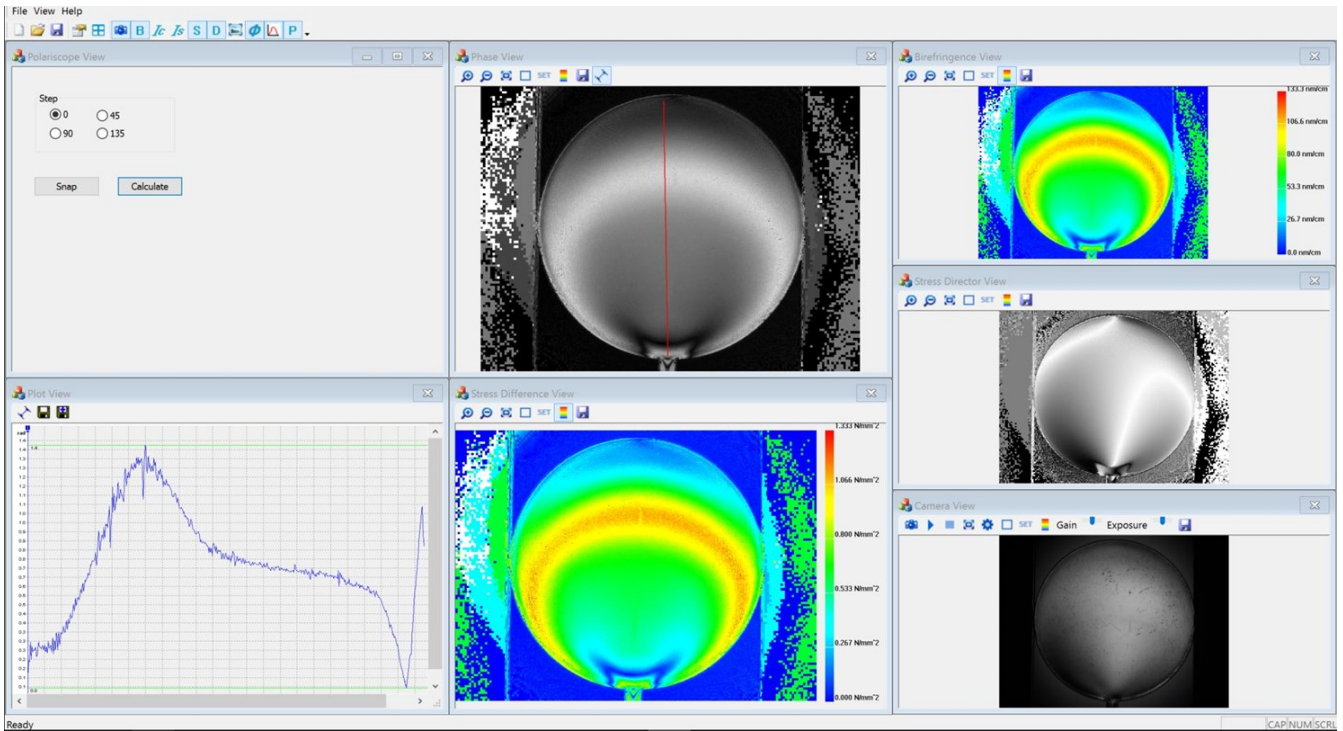 File View Help
B Ic Is S D Φ P
Polariscope View
Step
0 45
90 135
Snap Calculate
Phase View
SET
Birefringence View
SET
133.3 nm/cm
106.6 nm/cm
80.0 nm/cm
53.3 nm/cm
26.7 nm/cm
0.0 nm/cm
Stress Director View
SET
Plot View
rad
Stress Difference View
SET
1.333 N/mm^2
1.066 N/mm^2
0.800 N/mm^2
0.533 N/mm^2
0.267 N/mm^2
0.000 N/mm^2
Camera View
SET Gain Exposure
Ready
CAP NUM SCRL